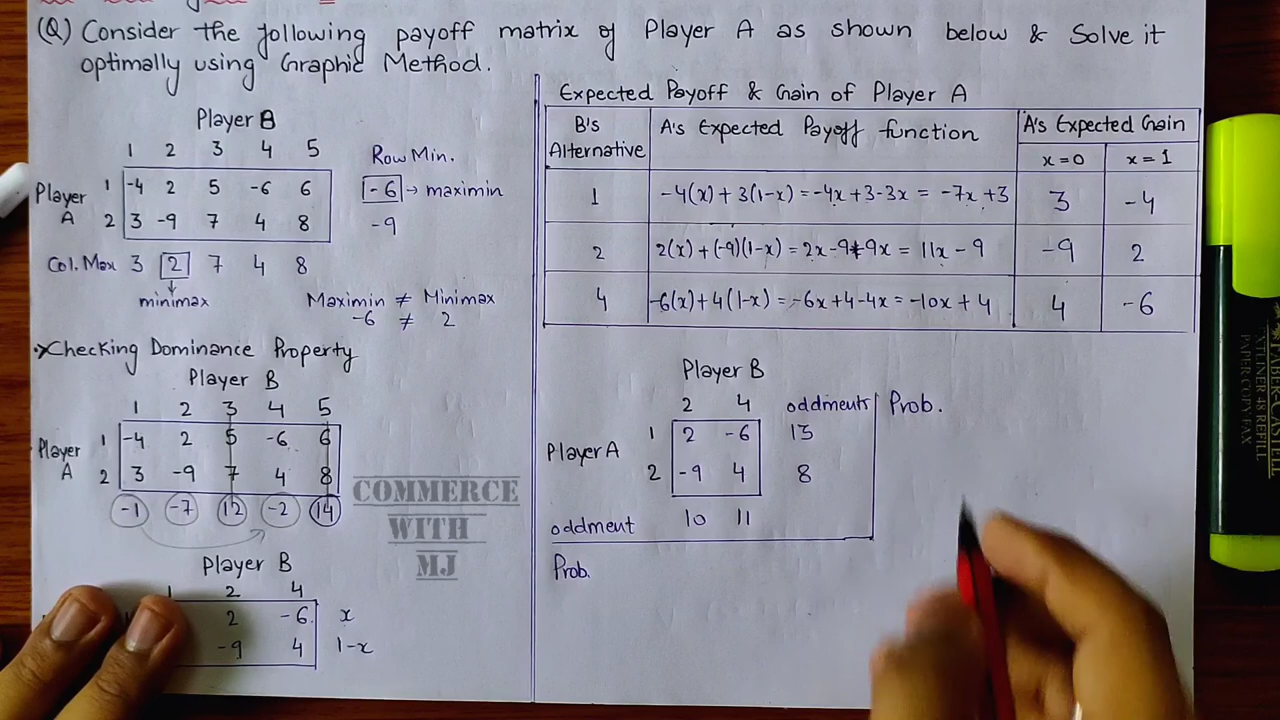 (Q) Consider the following payoff matrix of Player A as shown below & Solve it
optimally using Graphic Method.
Player B
1 2 3 4 5 Row Min.
Player 1 -4 2 5 -6 6 -6 → maximin
A 2 3 -9 7 4 8 -9
Col. Max 3 2 7 4 8
minimax
Maximin ≠ Minimax
-6 ≠ 2
Checking Dominance Property
Player B
1 2 3 4 5
Player 1 -4 2 5 -6 6
A 2 3 -9 7 4 8
-1 -7 12 -2 14
Player B
1 2 4
2 -6 x
-9 4 1-x
COMMERCE
WITH
MJ
Expected Payoff & Gain of Player A
B's Alternative A's Expected Payoff function A's Expected Gain
x=0 x=1
1 -4(x) + 3(1-x) = -4x+3-3x = -7x+3 3 -4
2 2(x) + (-9)(1-x) = 2x-9+9x = 11x-9 -9 2
4 -6(x)+4(1-x) = -6x+4-4x = -10x+4 4 -6
Player B
2 4 oddments Prob.
Player A 1 2 -6 13
2 -9 4 8
oddment 10 11
Prob.